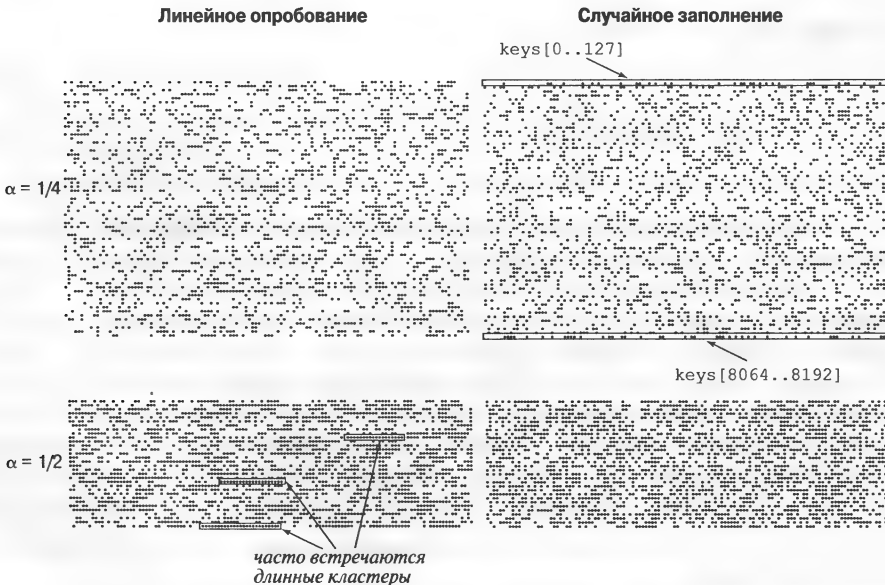 Линейное опробование
Случайное заполнение
keys[0..127]
α = 1/4
keys[8064..8192]
α = 1/2
часто встречаются
длинные кластеры